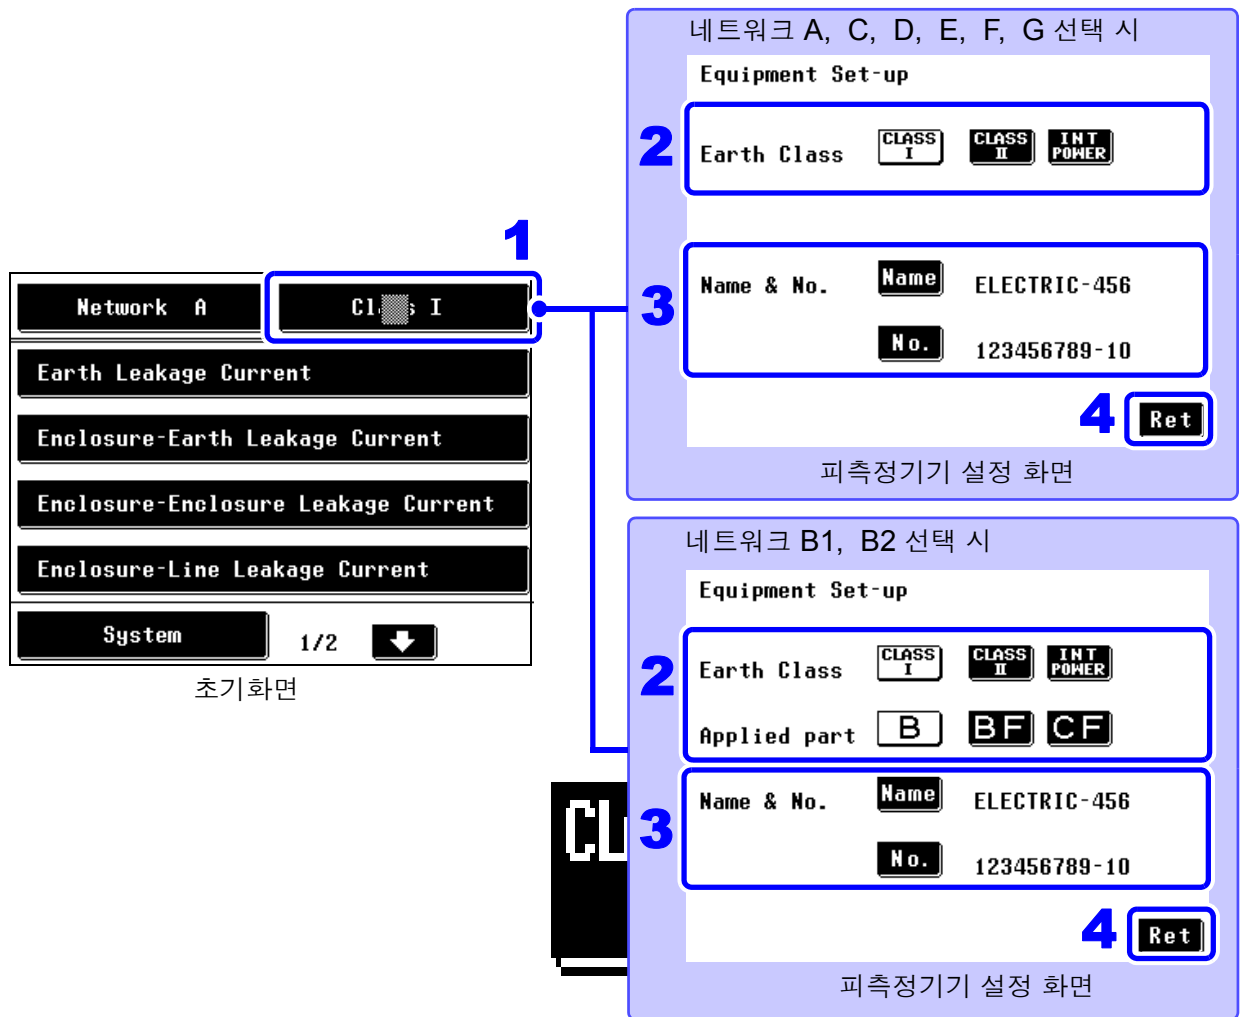 네트워크 A, C, D, E, F, G 선택 시
Equipment Set-up
2
Earth Class CLASS I CLASS II INT POWER
3
Name & No. Name ELECTRIC-456
No. 123456789-10
4 Ret
피측정기기 설정 화면
1
Network A
Earth Leakage Current
Enclosure-Earth Leakage Current
Enclosure-Enclosure Leakage Current
Enclosure-Line Leakage Current
System 1/2
초기화면
네트워크 B1, B2 선택 시
Equipment Set-up
2
Earth Class CLASS I CLASS II INT POWER
Applied part B BF CF
3
Name & No. Name ELECTRIC-456
No. 123456789-10
4 Ret
피측정기기 설정 화면